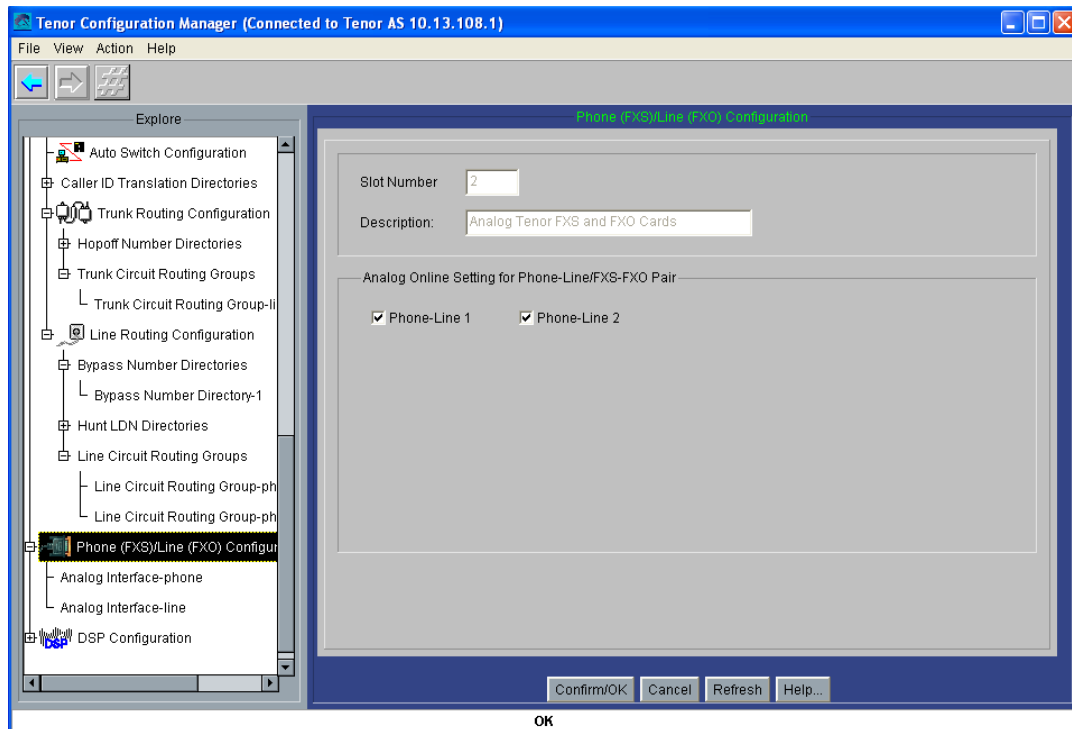 Tenor Configuration Manager (Connected to Tenor AS 10.13.108.1)
File View Action Help
Explore
Auto Switch Configuration
Caller ID Translation Directories
Trunk Routing Configuration
Hopoff Number Directories
Trunk Circuit Routing Groups
Trunk Circuit Routing Group-li
Line Routing Configuration
Bypass Number Directories
Bypass Number Directory-1
Hunt LDN Directories
Line Circuit Routing Groups
Line Circuit Routing Group-ph
Line Circuit Routing Group-ph
Phone (FXS)/Line (FXO) Configur
Analog Interface-phone
Analog Interface-line
DSP DSP Configuration
Phone (FXS)/Line (FXO) Configuration
Slot Number 2
Description: Analog Tenor FXS and FXO Cards
Analog Online Setting for Phone-Line/FXS-FXO Pair
Phone-Line 1 Phone-Line 2
Confirm/OK Cancel Refresh Help...
OK